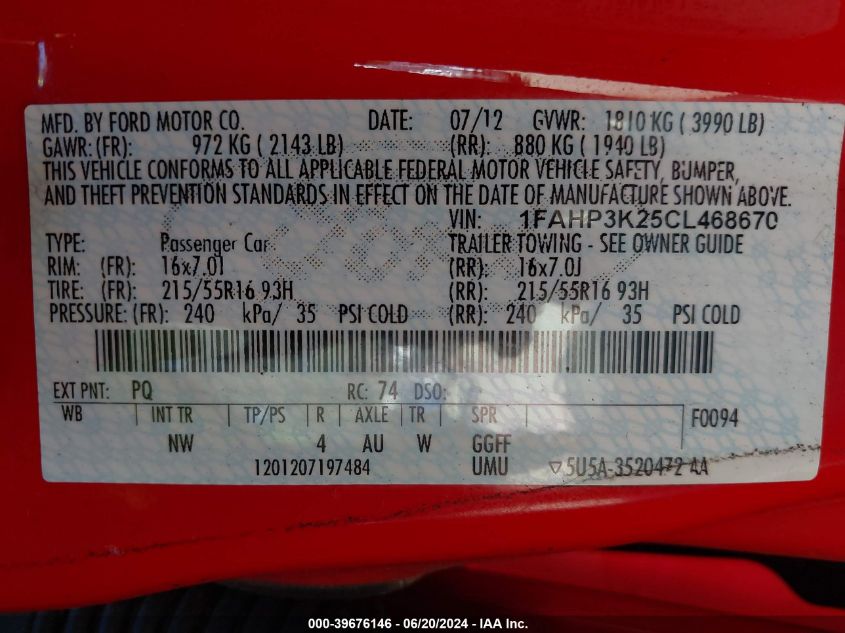 MFD. BY FORD MOTOR CO. DATE: 07/12 GVWR: 1810 KG ( 3990 LB)
GAWR: (FR): 972 KG ( 2143 LB) (RR): 880 KG ( 1940 LB)
THIS VEHICLE CONFORMS TO ALL APPLICABLE FEDERAL MOTOR VEHICLE SAFETY, BUMPER,
AND THEFT PREVENTION STANDARDS IN EFFECT ON THE DATE OF MANUFACTURE SHOWN ABOVE.
VIN: 1FAHP3K25CL468670
TYPE: Passenger Car TRAILER TOWING - SEE OWNER GUIDE
RIM: (FR): 16x7.0J (RR): 16x7.0J
TIRE: (FR): 215/55R16 93H (RR): 215/55R16 93H
PRESSURE: (FR): 240 kPa/ 35 PSI COLD (RR): 240 kPa/ 35 PSI COLD
EXT PNT: PQ RC: 74 DSO:
WB INT TR TP/PS R AXLE TR SPR F0094
NW 4 AU W GGFF
1201207197484 UMU ▽5U5A-3520472 AA
000-39676146 - 06/20/2024 - IAA Inc.